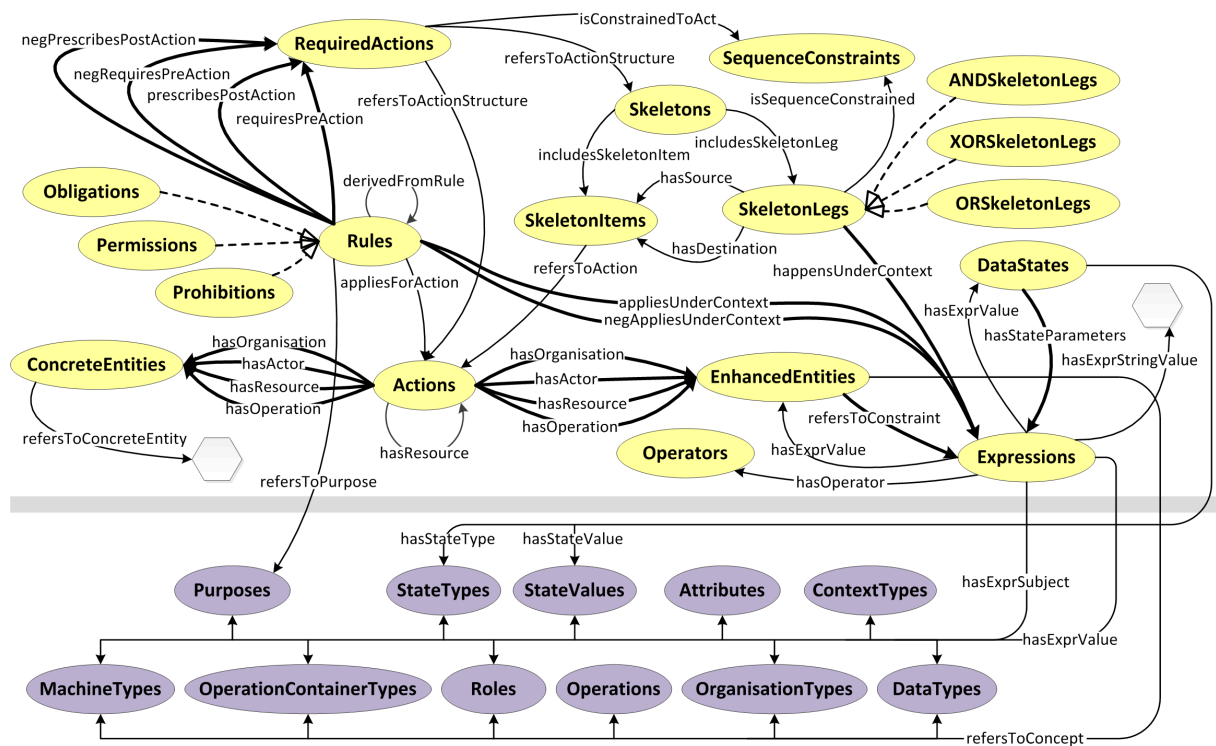 isConstrainedToAct
negPrescribesPostAction
RequiredActions
SequenceConstraints
refersToActionStructure
negRequiresPreAction
ANDSkeletonLegs
prescribesPostAction
refersToActionStructure
isSequenceConstrained
Skeletons
requiresPreAction
XORSkeletonLegs
includesSkeletonItem
includesSkeletonLeg
Obligations
derivedFromRule
hasSource
ORSkeletonLegs
SkeletonItems
SkeletonLegs
Permissions
Rules
hasDestination
refersToAction
happensUnderContext
DataStates
Prohibitions
appliesForAction
appliesUnderContext
negAppliesUnderContext
hasExprValue
hasStateParameters
hasOrganisation
hasOrganisation
hasExprStringValue
ConcreteEntities
hasActor
Actions
hasActor
EnhancedEntities
hasResource
hasResource
hasOperation
hasOperation
refersToConstraint
refersToConcreteEntity
hasResource
Operators
hasExprValue
Expressions
refersToPurpose
hasOperator
hasStateType
hasStateValue
hasExprSubject
Purposes
StateTypes
StateValues
Attributes
ContextTypes
hasExprValue
MachineTypes
OperationContainerTypes
Roles
Operations
OrganisationTypes
DataTypes
refersToConcept